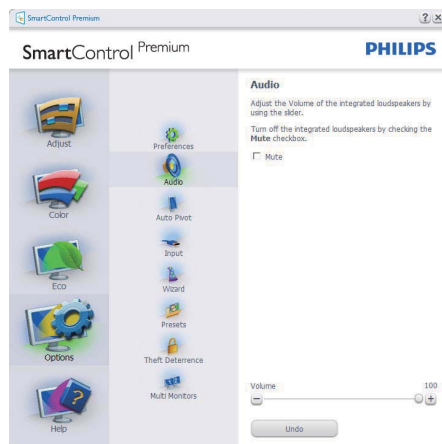 SmartControl Premium
SmartControl Premium
PHILIPS
Adjust
Color
Eco
Options
Help
Preferences
Audio
Auto Pivot
Input
Wizard
Presets
Theft Deterrence
Multi Monitors
Audio
Adjust the Volume of the integrated loudspeakers by
using the slider.
Turn off the integrated loudspeakers by checking the
Mute checkbox.
Mute
Volume 100
Undo